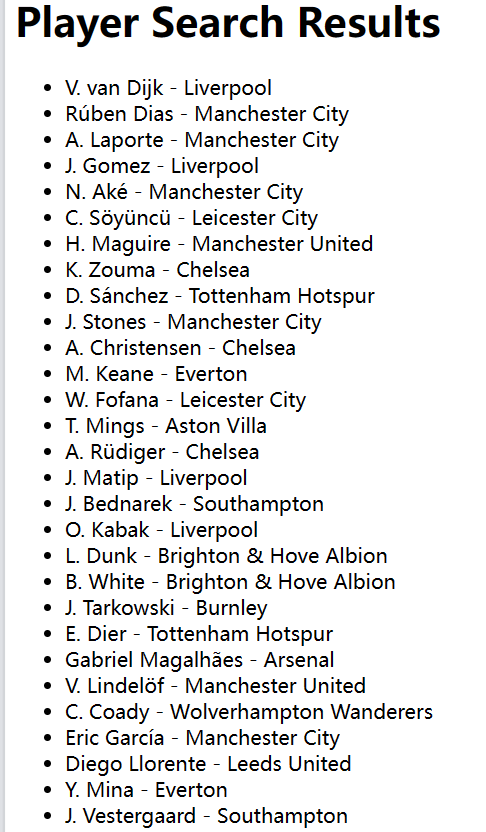 Player Search Results
• V. van Dijk - Liverpool
• Rúben Dias - Manchester City
• A. Laporte - Manchester City
• J. Gomez - Liverpool
• N. Aké - Manchester City
• C. Söyüncü - Leicester City
• H. Maguire - Manchester United
• K. Zouma - Chelsea
• D. Sánchez - Tottenham Hotspur
• J. Stones - Manchester City
• A. Christensen - Chelsea
• M. Keane - Everton
• W. Fofana - Leicester City
• T. Mings - Aston Villa
• A. Rüdiger - Chelsea
• J. Matip - Liverpool
• J. Bednarek - Southampton
• O. Kabak - Liverpool
• L. Dunk - Brighton & Hove Albion
• B. White - Brighton & Hove Albion
• J. Tarkowski - Burnley
• E. Dier - Tottenham Hotspur
• Gabriel Magalhães - Arsenal
• V. Lindelöf - Manchester United
• C. Coady - Wolverhampton Wanderers
• Eric García - Manchester City
• Diego Llorente - Leeds United
• Y. Mina - Everton
• J. Vestergaard - Southampton